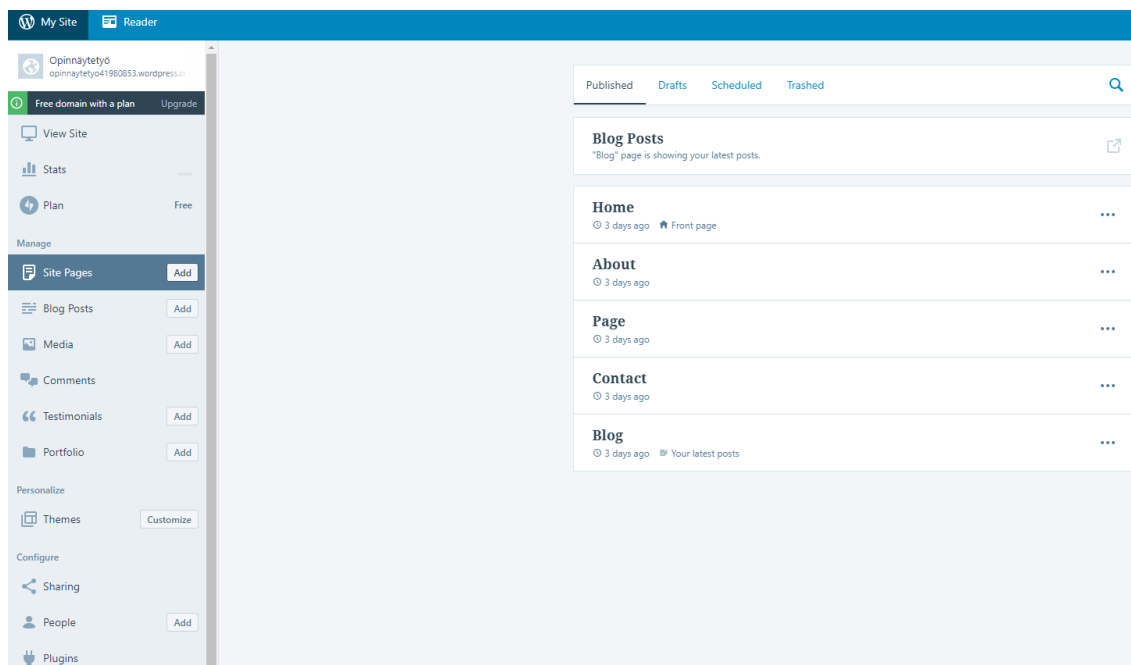 My Site
Reader
Opinnäytetyö
opinnaytetyo41980853.wordpress.c
Free domain with a plan Upgrade
View Site
Stats
Plan Free
Manage
Site Pages Add
Blog Posts Add
Media Add
Comments
Testimonials Add
Portfolio Add
Personalize
Themes Customize
Configure
Sharing
People Add
Plugins
Published Drafts Scheduled Trashed
Blog Posts
"Blog" page is showing your latest posts.
Home
3 days ago Front page
About
3 days ago
Page
3 days ago
Contact
3 days ago
Blog
3 days ago Your latest posts